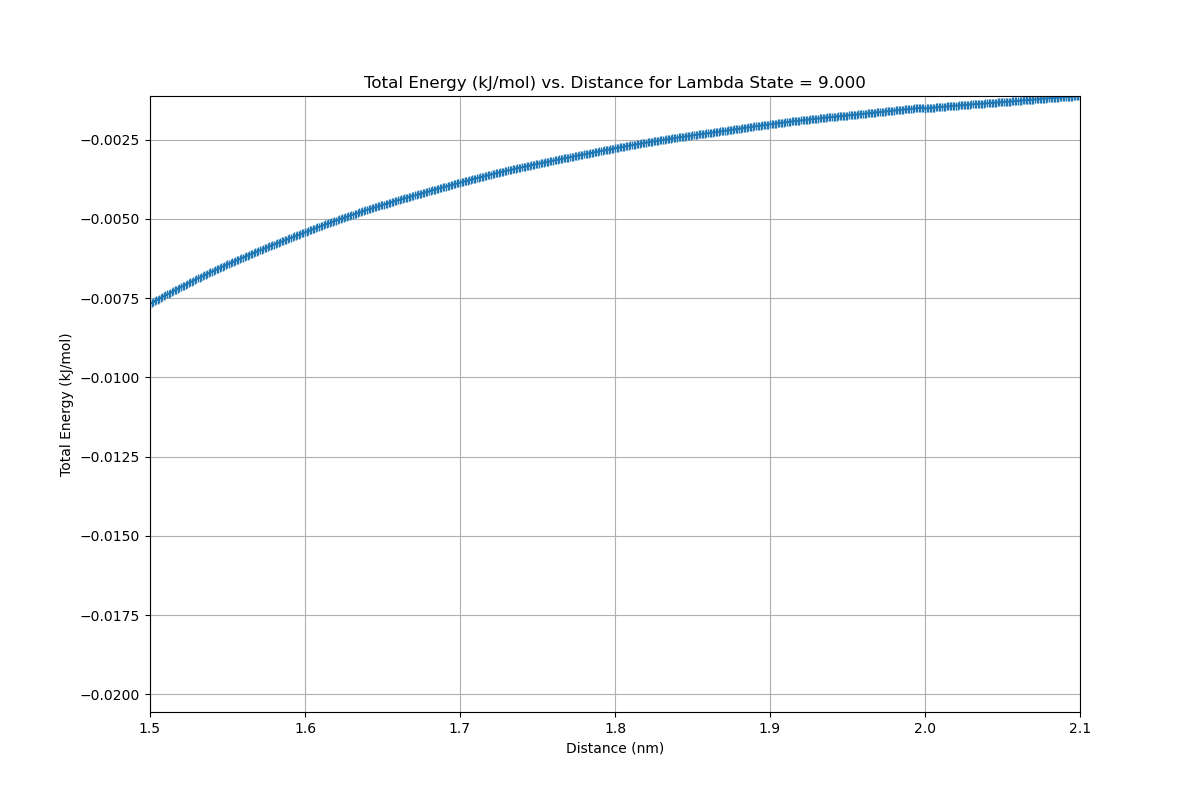 Total Energy (kJ/mol) vs. Distance for Lambda State = 9.000
−0.0025
−0.0050
−0.0075
−0.0100
−0.0125
−0.0150
−0.0175
−0.0200
Total Energy (kJ/mol)
1.5 1.6 1.7 1.8 1.9 2.0 2.1
Distance (nm)